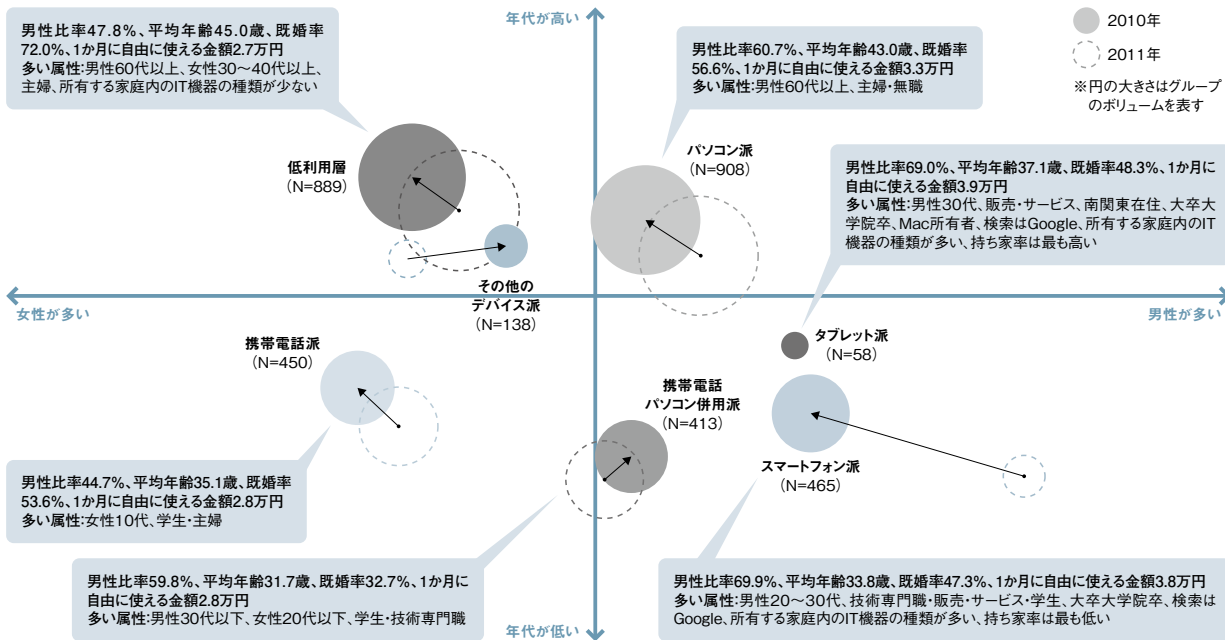 年代が高い
男性比率47.8%、平均年齢45.0歳、既婚率
72.0%、1か月に自由に使える金額2.7万円
多い属性:男性60代以上、女性30〜40代以上、
主婦、所有する家庭内のIT機器の種類が少ない
男性比率60.7%、平均年齢43.0歳、既婚率
56.6%、1か月に自由に使える金額3.3万円
多い属性:男性60代以上、主婦・無職
2010年
2011年
※円の大きさはグループ
のボリュームを表す
低利用層
(N=889)
パソコン派
(N=908)
男性比率69.0%、平均年齢37.1歳、既婚率48.3%、1か月に
自由に使える金額3.9万円
多い属性:男性30代、販売・サービス、南関東在住、大卒大
学院卒、Mac所有者、検索はGoogle、所有する家庭内のIT
機器の種類が多い、持ち家率は最も高い
その他の
デバイス派
(N=138)
女性が多い
男性が多い
携帯電話派
(N=450)
タブレット派
(N=58)
携帯電話
パソコン併用派
(N=413)
スマートフォン派
(N=465)
男性比率44.7%、平均年齢35.1歳、既婚率
53.6%、1か月に自由に使える金額2.8万円
多い属性:女性10代、学生・主婦
男性比率59.8%、平均年齢31.7歳、既婚率32.7%、1か月に
自由に使える金額2.8万円
多い属性:男性30代以下、女性20代以下、学生・技術専門職
男性比率69.9%、平均年齢33.8歳、既婚率47.3%、1か月に自由に使える金額3.8万円
多い属性:男性20〜30代、技術専門職・販売・サービス・学生、大卒大学院卒、検索は
Google、所有する家庭内のIT機器の種類が多い、持ち家率は最も低い
年代が低い